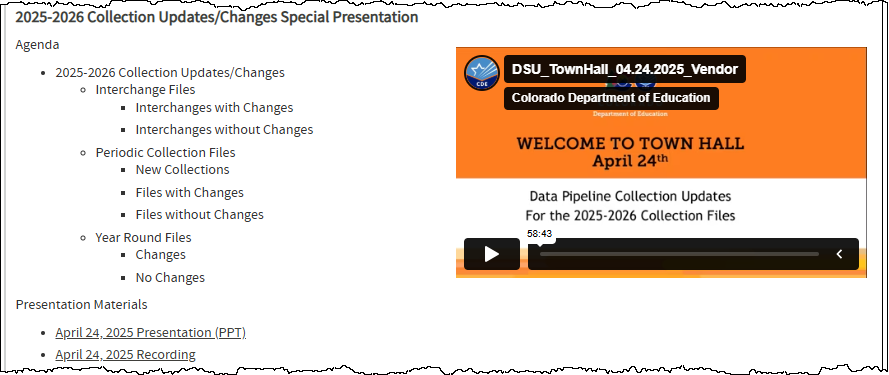 2025-2026 Collection Updates/Changes Special Presentation
Agenda
2025-2026 Collection Updates/Changes
Interchange Files
Interchanges with Changes
Interchanges without Changes
Periodic Collection Files
New Collections
Files with Changes
Files without Changes
Year Round Files
Changes
No Changes
Presentation Materials
April 24, 2025 Presentation (PPT)
April 24, 2025 Recording
CDE
DSU_TownHall_04.24.2025_Vendor
Colorado Department of Education
Department of Education
WELCOME TO TOWN HALL
April 24th
Data Pipeline Collection Updates
For the 2025-2026 Collection Files
58:43